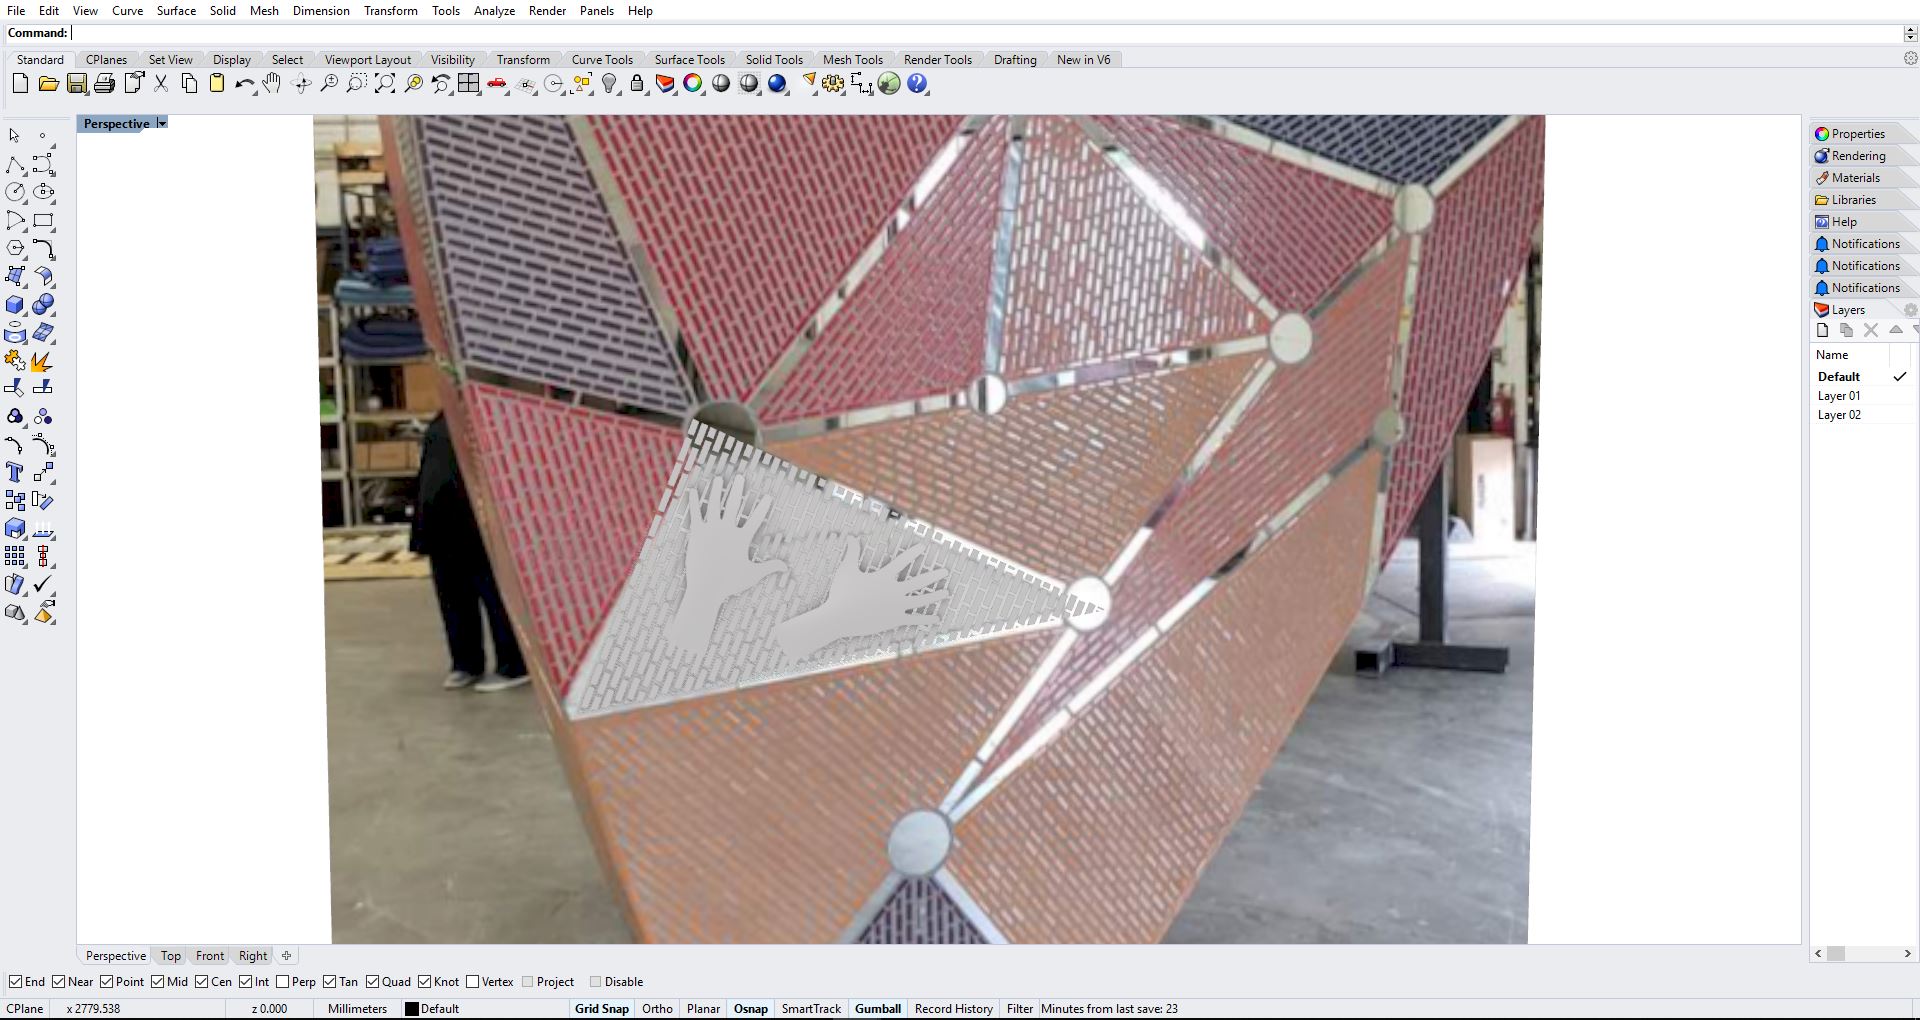 File Edit View Curve Surface Solid Mesh Dimension Transform Tools Analyze Render Panels Help
Command:
Standard CPlanes Set View Display Select Viewport Layout Visibility Transform Curve Tools Surface Tools Solid Tools Mesh Tools Render Tools Drafting New in V6
Perspective
Properties
Rendering
Materials
Libraries
Help
Notifications
Notifications
Notifications
Layers
Name
Default
Layer 01
Layer 02
Perspective Top Front Right
End Near Point Mid Cen Int Perp Tan Quad Knot Vertex Project Disable
CPlane x 2779.538 z 0.000 Millimeters Default Grid Snap Ortho Planar Osnap SmartTrack Gumball Record History Filter Minutes from last save: 23